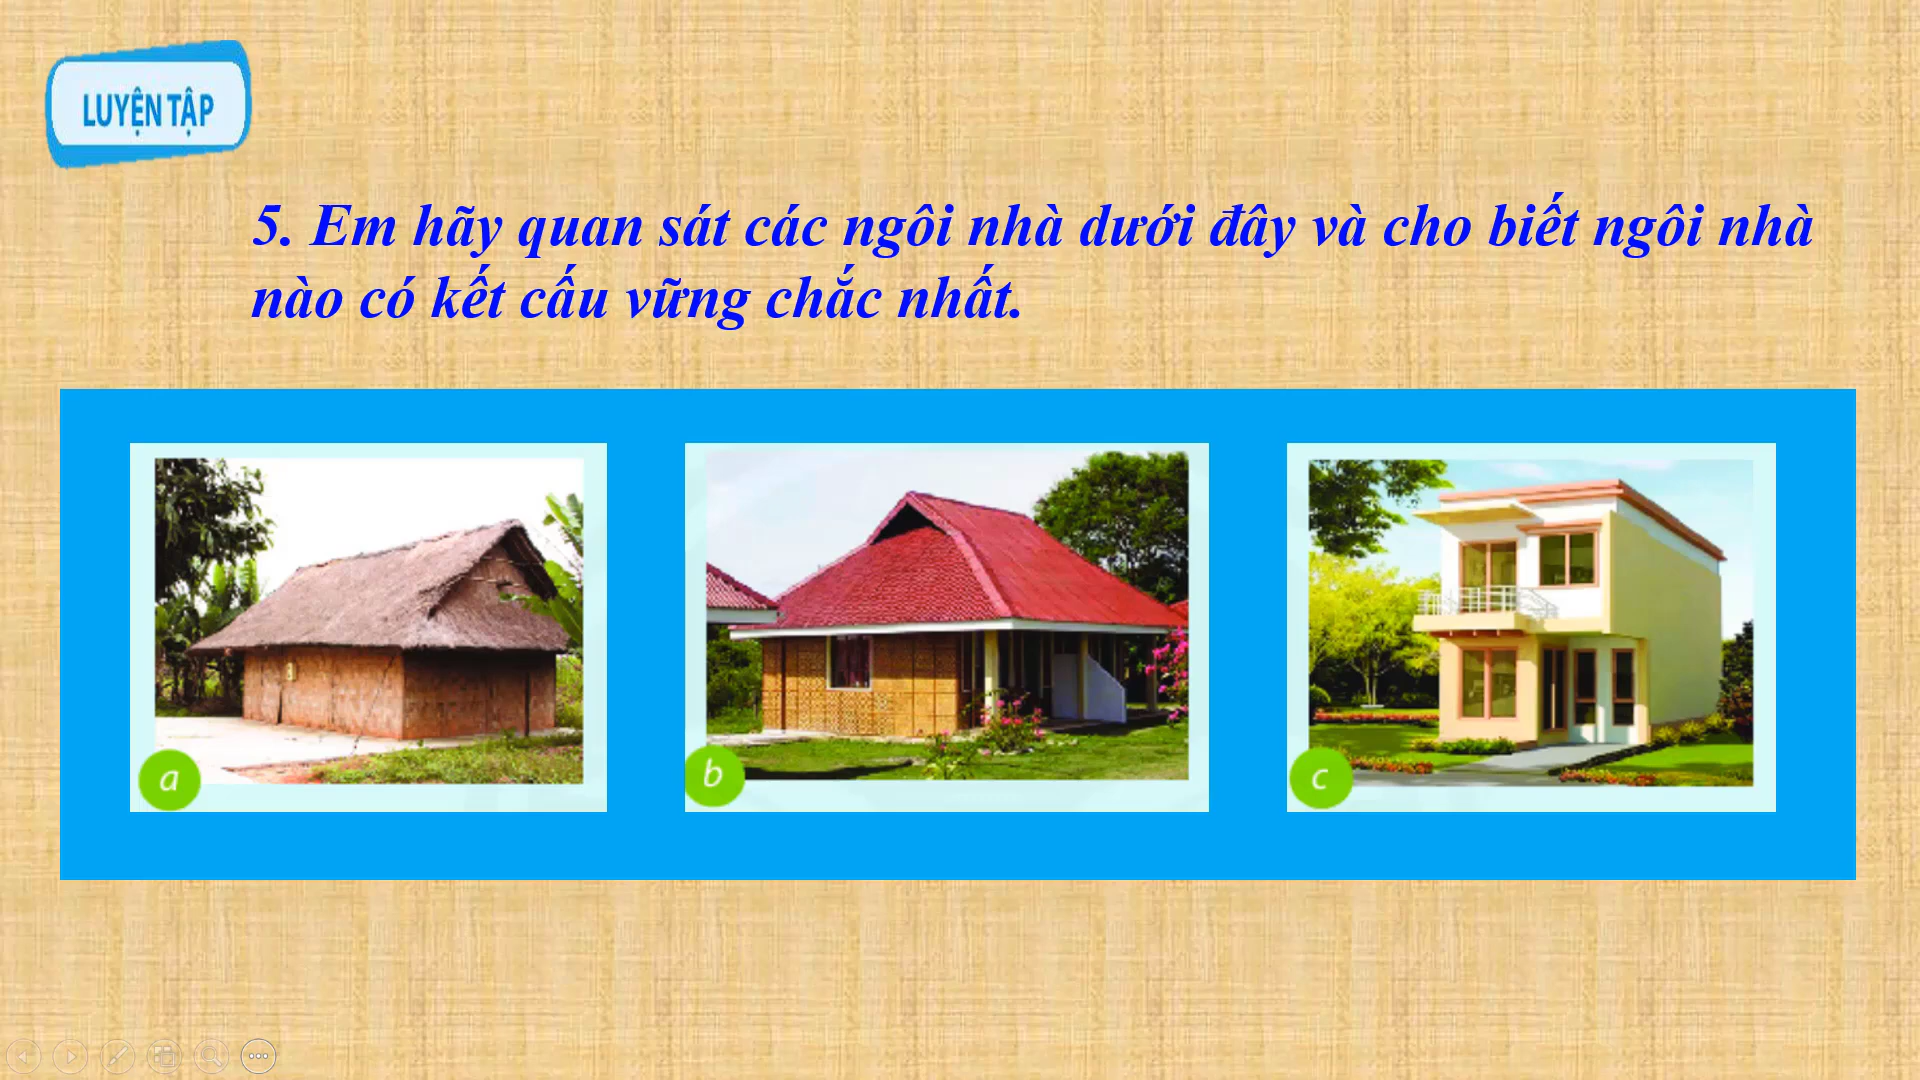 LUYỆN TẬP
5. Em hãy quan sát các ngôi nhà dưới đây và cho biết ngôi nhà
nào có kết cấu vững chắc nhất.
a
b
c